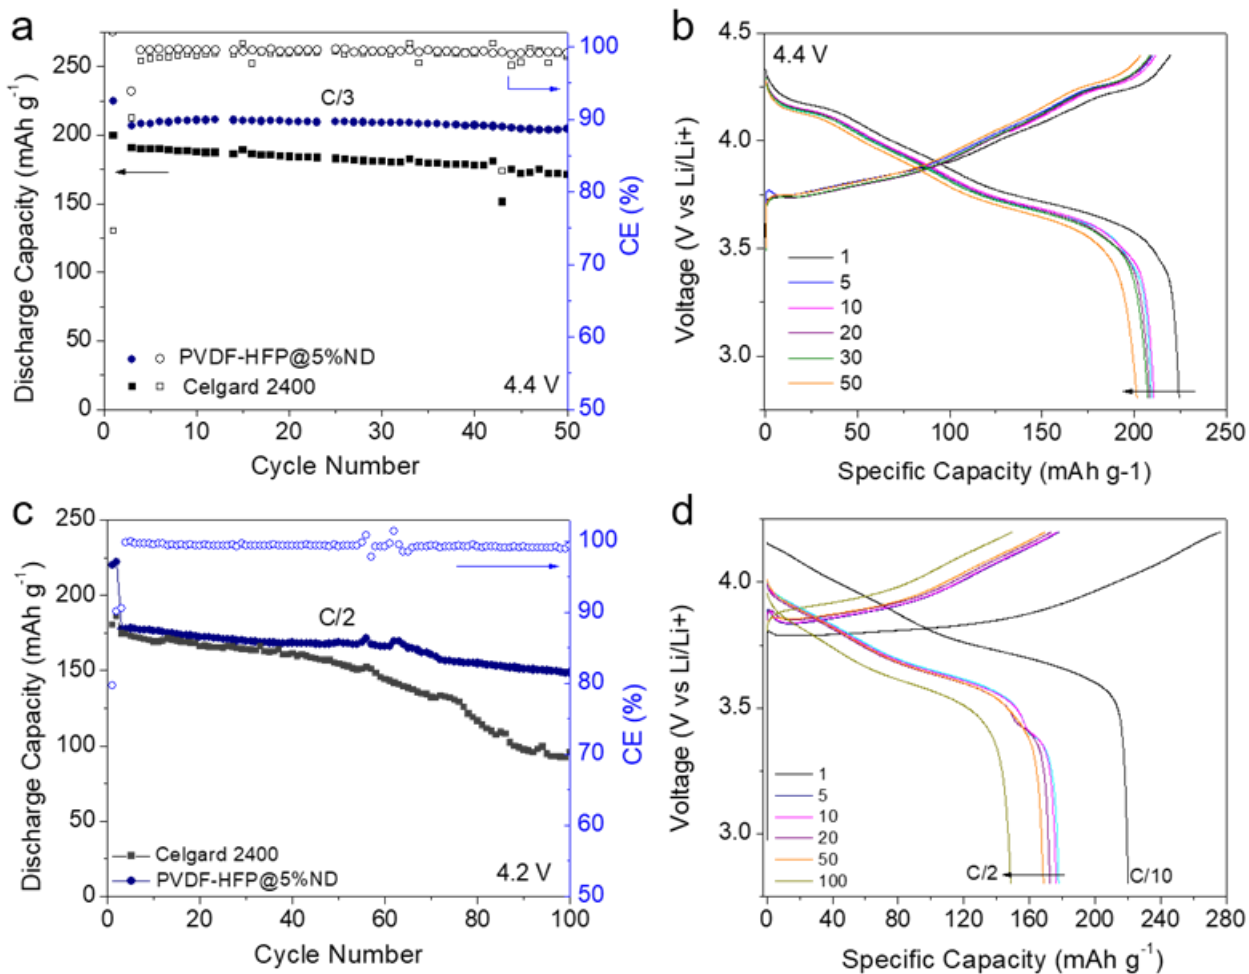 a
Discharge Capacity (mAh g-1)
250
200
150
100
50
0
C/3
PVDF-HFP@5%ND
Celgard 2400
4.4 V
100
90
80
70
60
50
CE (%)
0 10 20 30 40 50
Cycle Number
b
4.4 V
Voltage (V vs Li/Li+)
4.5
4.0
3.5
3.0
1
5
10
20
30
50
0 50 100 150 200 250
Specific Capacity (mAh g-1)
c
Discharge Capacity (mAh g-1)
250
200
150
100
50
0
C/2
Celgard 2400
PVDF-HFP@5%ND
4.2 V
100
90
80
70
60
50
CE (%)
0 20 40 60 80 100
Cycle Number
d
Voltage (V vs Li/Li+)
4.0
3.5
3.0
1
5
10
20
50
100
C/2
C/10
0 40 80 120 160 200 240 280
Specific Capacity (mAh g-1)